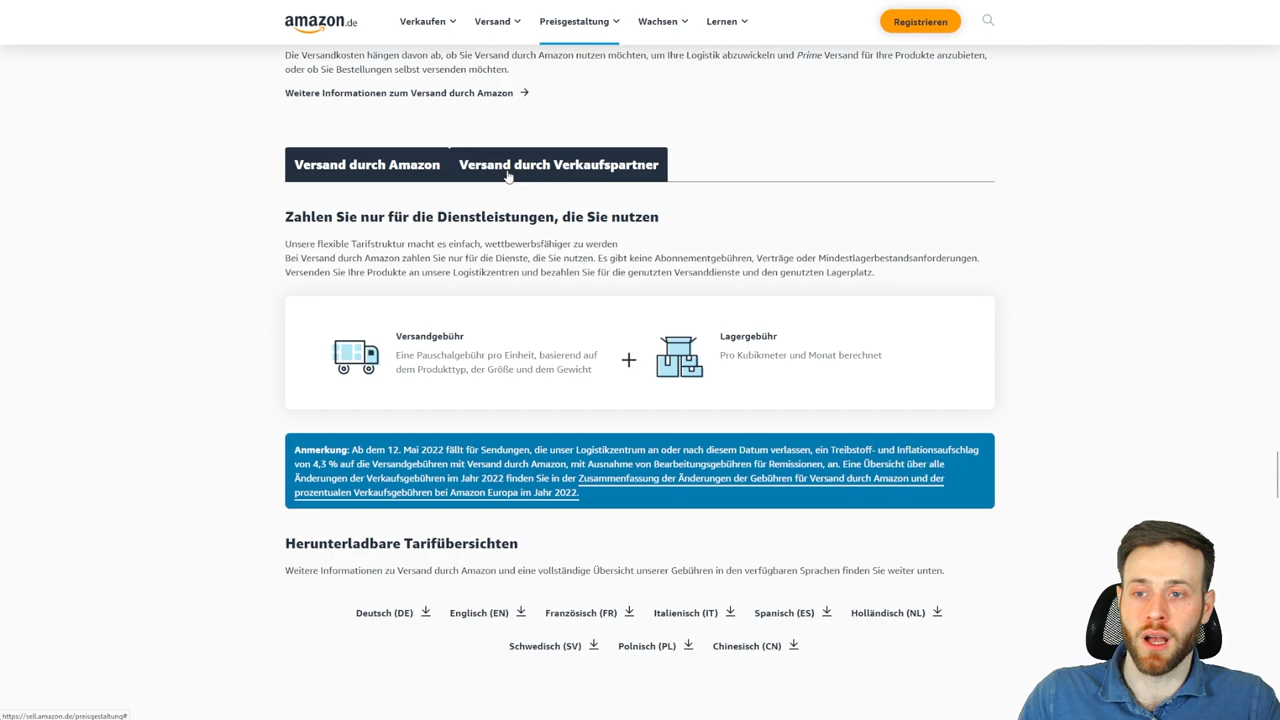 amazon.de
Verkaufen
Versand
Preisgestaltung
Wachsen
Lernen
Registrieren
Die Versandkosten hängen davon ab, ob Sie Versand durch Amazon nutzen möchten, um Ihre Logistik abzuwickeln und Prime Versand für Ihre Produkte anzubieten,
oder ob Sie Bestellungen selbst versenden möchten.
Weitere Informationen zum Versand durch Amazon
Versand durch Amazon
Versand durch Verkaufspartner
Zahlen Sie nur für die Dienstleistungen, die Sie nutzen
Unsere flexible Tarifstruktur macht es einfach, wettbewerbsfähiger zu werden
Bei Versand durch Amazon zahlen Sie nur für die Dienste, die Sie nutzen. Es gibt keine Abonnementgebühren, Verträge oder Mindestlagerbestandsanforderungen.
Versenden Sie Ihre Produkte an unsere Logistikzentren und bezahlen Sie für die genutzten Versanddienste und den genutzten Lagerplatz.
Versandgebühr
Eine Pauschalgebühr pro Einheit, basierend auf
dem Produkttyp, der Größe und dem Gewicht
+
Lagergebühr
Pro Kubikmeter und Monat berechnet
Anmerkung: Ab dem 12. Mai 2022 fällt für Sendungen, die unser Logistikzentrum an oder nach diesem Datum verlassen, ein Treibstoff- und Inflationsaufschlag
von 4,3 % auf die Versandgebühren mit Versand durch Amazon, mit Ausnahme von Bearbeitungsgebühren für Remissionen, an. Eine Übersicht über alle
Änderungen der Verkaufsgebühren im Jahr 2022 finden Sie in der Zusammenfassung der Änderungen der Gebühren für Versand durch Amazon und der
prozentualen Verkaufsgebühren bei Amazon Europa im Jahr 2022.
Herunterladbare Tarifübersichten
Weitere Informationen zu Versand durch Amazon und eine vollständige Übersicht unserer Gebühren in den verfügbaren Sprachen finden Sie weiter unten.
Deutsch (DE)
Englisch (EN)
Französisch (FR)
Italienisch (IT)
Spanisch (ES)
Holländisch (NL)
Schwedisch (SV)
Polnisch (PL)
Chinesisch (CN)
https://sell.amazon.de/preisgestaltung#